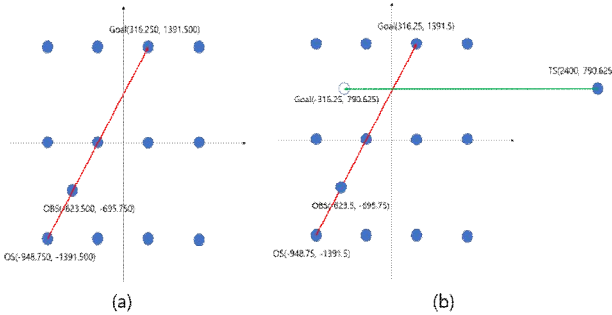 Goal(316.250, 1391.500)
OBS(-623.500, -695.750)
OS(-948.750, -1391.500)
(a)
Goal(316.25, 1391.5)
TS(2400, 790.625
Goal(-316.25, 790.625)
OBS(-623.5, -695.75)
OS(-948.75, -1391.5)
(b)